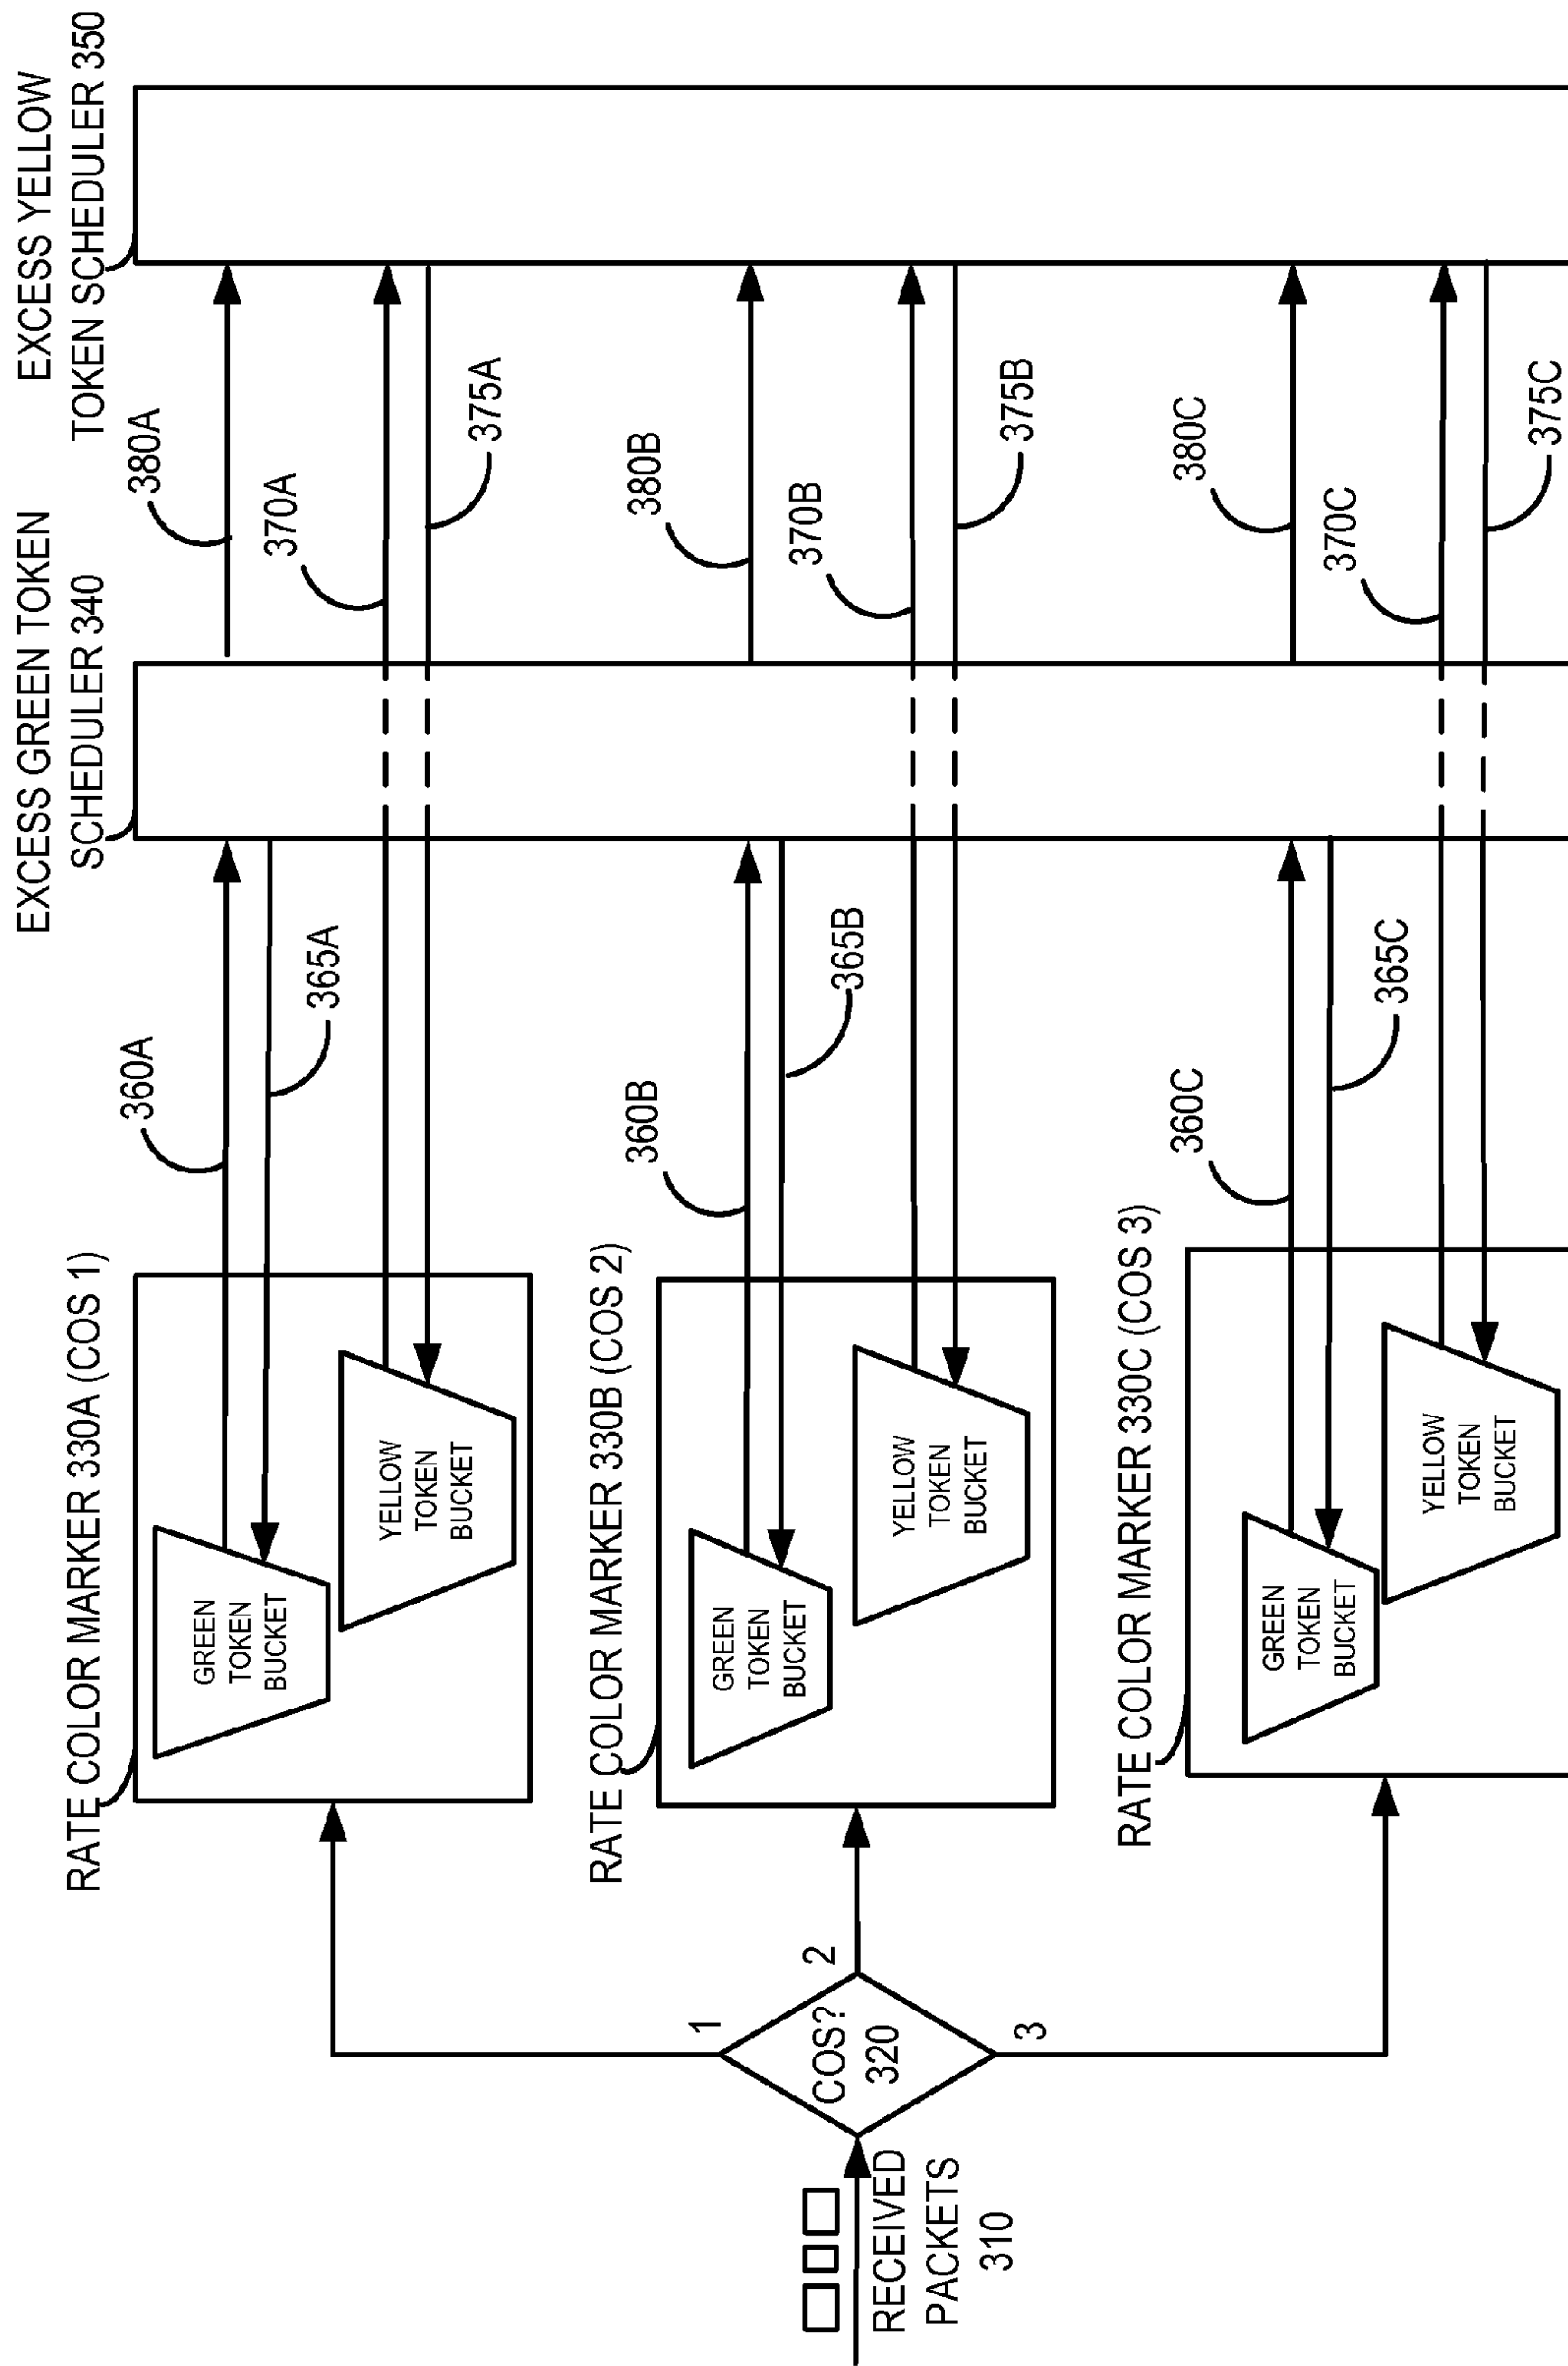 RECEIVED
PACKETS
310
COS?
320
1
2
3
RATE COLOR MARKER 330A (COS 1)
GREEN
TOKEN
BUCKET
YELLOW
TOKEN
BUCKET
RATE COLOR MARKER 330B (COS 2)
GREEN
TOKEN
BUCKET
YELLOW
TOKEN
BUCKET
RATE COLOR MARKER 330C (COS 3)
GREEN
TOKEN
BUCKET
YELLOW
TOKEN
BUCKET
360A
365A
360B
365B
360C
365C
EXCESS GREEN TOKEN
SCHEDULER 340
380A
370A
375A
380B
370B
375B
380C
370C
375C
EXCESS YELLOW
TOKEN SCHEDULER 350